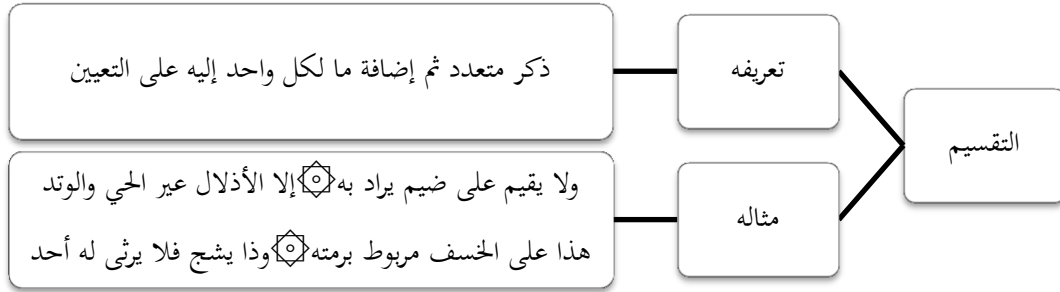 التقسيم
تعريفه
ذكر متعدد ثم إضافة ما لكل واحد إليه على التعيين
مثاله
ولا يقيم على ضيم يراد به۞إلا الأذلال عير الحي والوتد
هذا على الخسف مربوط برمته۞وذا يشج فلا يرثى له أحد